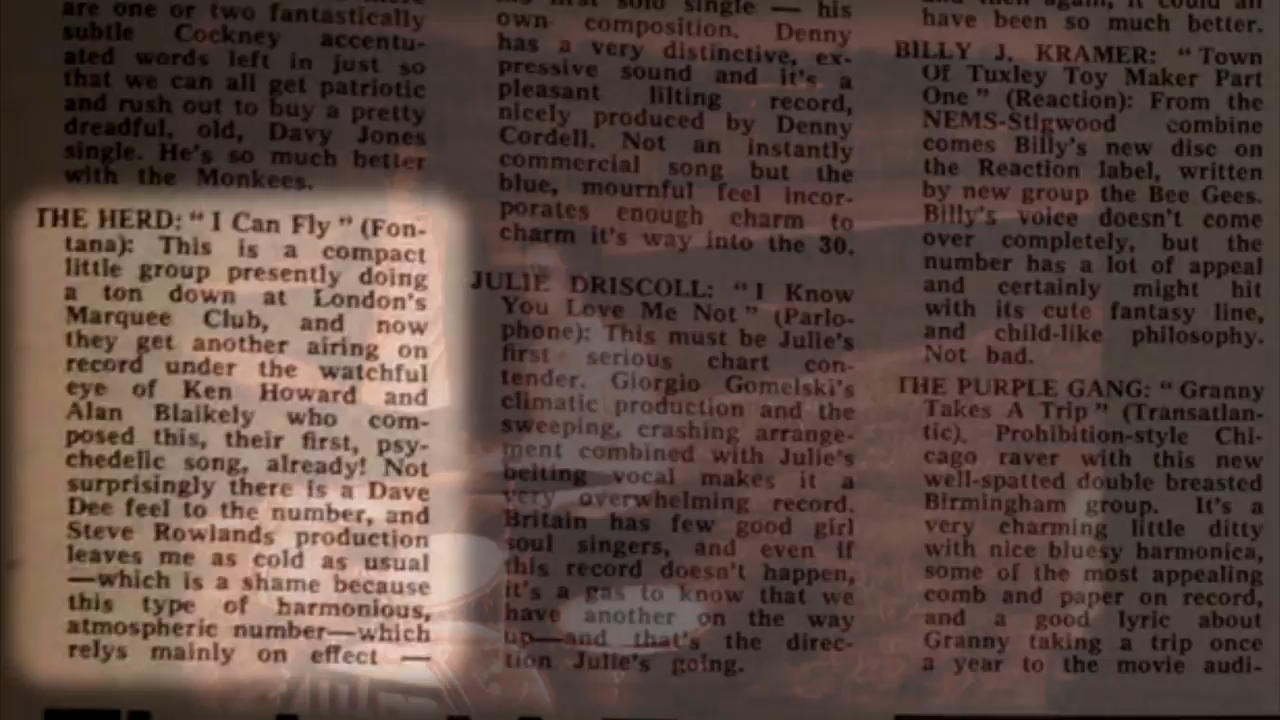 are one or two fantastically
subtle Cockney accentu-
ated words left in just so
that we can all get patriotic
and rush out to buy a pretty
dreadful, old, Davy Jones
single. He's so much better
with the Monkees.
THE HERD: "I Can Fly" (Fon-
tana): This is a compact
little group presently doing
a ton down at London's
Marquee Club, and now
they get another airing on
record under the watchful
eye of Ken Howard and
Alan Blaikely who com-
posed this, their first, psy-
chedelic song, already! Not
surprisingly there is a Dave
Dee feel to the number, and
Steve Rowlands production
leaves me as cold as usual
—which is a shame because
this type of harmonious,
atmospheric number—which
relys mainly on effect —
first solo single — his
own composition. Denny
has a very distinctive, ex-
pressive sound and it's a
pleasant lilting record,
nicely produced by Denny
Cordell. Not an instantly
commercial song but the
blue, mournful feel incor-
porates enough charm to
charm it's way into the 30.
JULIE DRISCOLL: "I Know
You Love Me Not" (Parlo-
phone): This must be Julie's
first serious chart con-
tender. Giorgio Gomelski's
climatic production and the
sweeping, crashing arrange-
ment combined with Julie's
belting vocal makes it a
very overwhelming record.
Britain has few good girl
soul singers, and even if
this record doesn't happen,
it's a gas to know that we
have another on the way
up—and that's the direc-
tion Julie's going.
and then again, it could all
have been so much better.
BILLY J. KRAMER: "Town
Of Tuxley Toy Maker Part
One" (Reaction): From the
NEMS-Stigwood combine
comes Billy's new disc on
the Reaction label, written
by new group the Bee Gees.
Billy's voice doesn't come
over completely, but the
number has a lot of appeal
and certainly might hit
with its cute fantasy line,
and child-like philosophy.
Not bad.
THE PURPLE GANG: "Granny
Takes A Trip" (Transatlan-
tic). Prohibition-style Chi-
cago raver with this new
well-spatted double breasted
Birmingham group. It's a
very charming little ditty
with nice bluesy harmonica,
some of the most appealing
comb and paper on record,
and a good lyric about
Granny taking a trip once
a year to the movie audi-